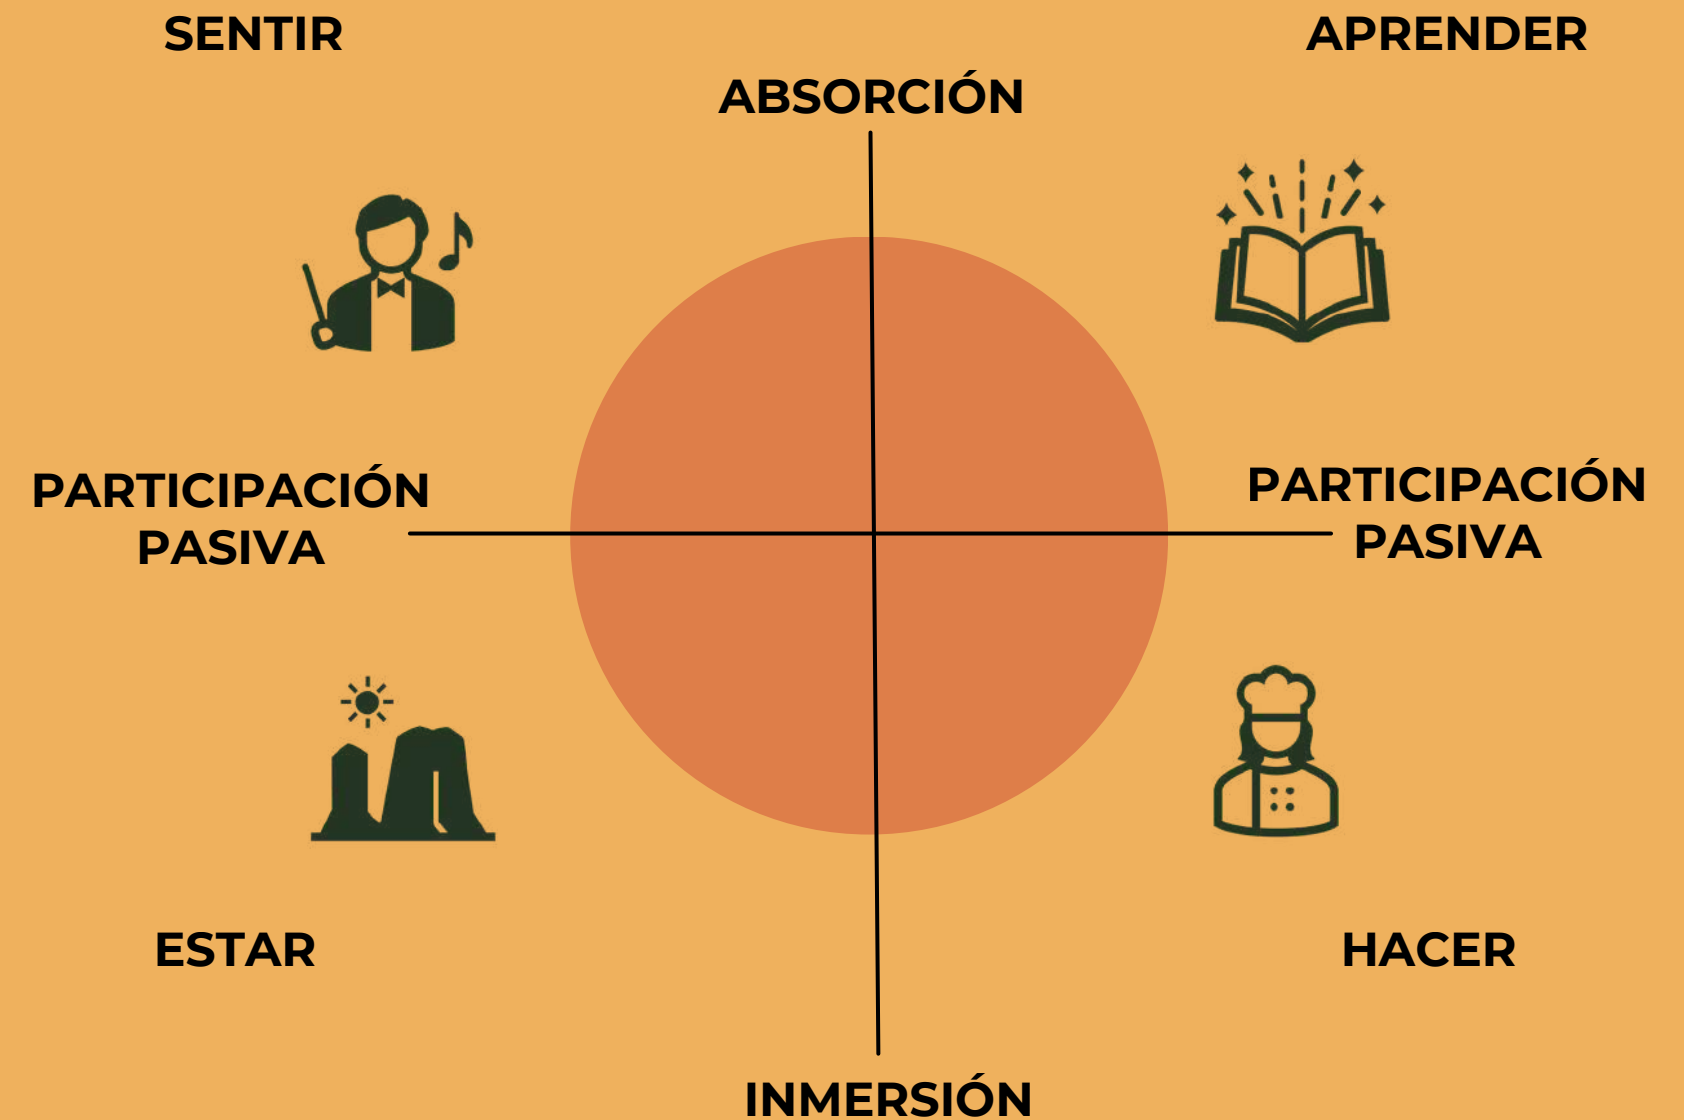 SENTIR
APRENDER
ABSORCIÓN
PARTICIPACIÓN
PASIVA
PARTICIPACIÓN
PASIVA
ESTAR
HACER
INMERSIÓN